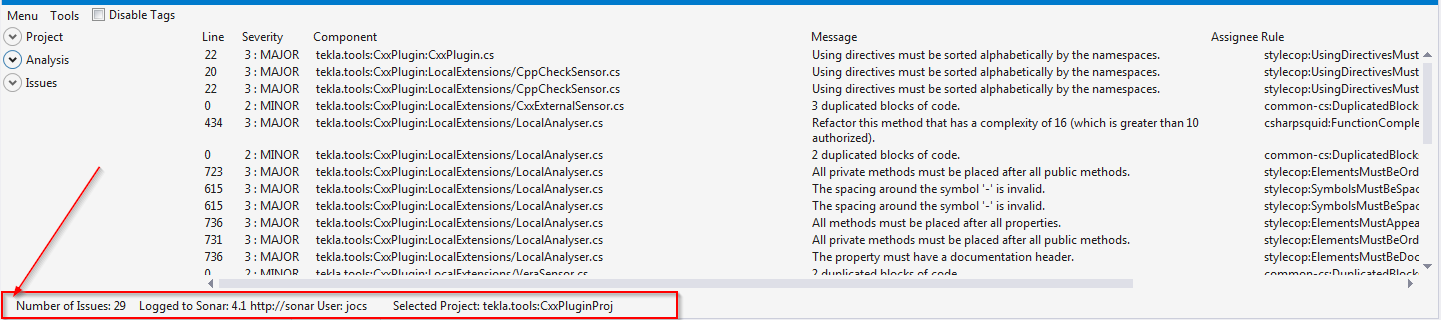 Menu Tools Disable Tags
Project
Analysis
Issues
Line Severity Component Message Assignee Rule
22 3 : MAJOR tekla.tools:CxxPlugin:CxxPlugin.cs Using directives must be sorted alphabetically by the namespaces. stylecop:UsingDirectivesMust
20 3 : MAJOR tekla.tools:CxxPlugin:LocalExtensions/CppCheckSensor.cs Using directives must be sorted alphabetically by the namespaces. stylecop:UsingDirectivesMust
22 3 : MAJOR tekla.tools:CxxPlugin:LocalExtensions/CppCheckSensor.cs Using directives must be sorted alphabetically by the namespaces. stylecop:UsingDirectivesMust
0 2 : MINOR tekla.tools:CxxPlugin:LocalExtensions/CxxExternalSensor.cs 3 duplicated blocks of code. common-cs:DuplicatedBlock
434 3 : MAJOR tekla.tools:CxxPlugin:LocalExtensions/LocalAnalyser.cs Refactor this method that has a complexity of 16 (which is greater than 10 csharpsquid:FunctionComple
authorized).
0 2 : MINOR tekla.tools:CxxPlugin:LocalExtensions/LocalAnalyser.cs 2 duplicated blocks of code. common-cs:DuplicatedBlock
723 3 : MAJOR tekla.tools:CxxPlugin:LocalExtensions/LocalAnalyser.cs All private methods must be placed after all public methods. stylecop:ElementsMustBeOrd
615 3 : MAJOR tekla.tools:CxxPlugin:LocalExtensions/LocalAnalyser.cs The spacing around the symbol '-' is invalid. stylecop:SymbolsMustBeSpac
615 3 : MAJOR tekla.tools:CxxPlugin:LocalExtensions/LocalAnalyser.cs The spacing around the symbol '-' is invalid. stylecop:SymbolsMustBeSpac
736 3 : MAJOR tekla.tools:CxxPlugin:LocalExtensions/LocalAnalyser.cs All methods must be placed after all properties. stylecop:ElementsMustAppea
731 3 : MAJOR tekla.tools:CxxPlugin:LocalExtensions/LocalAnalyser.cs All private methods must be placed after all public methods. stylecop:ElementsMustBeOrd
736 3 : MAJOR tekla.tools:CxxPlugin:LocalExtensions/LocalAnalyser.cs The property must have a documentation header. stylecop:ElementsMustBeDoc
0 2 : MINOR tekla.tools:CxxPlugin:LocalExtensions/VeraSensor.cs 2 duplicated blocks of code. common-cs:DuplicatedBlock
Number of Issues: 29 Logged to Sonar: 4.1 http://sonar User: jocs Selected Project: tekla.tools:CxxPluginProj